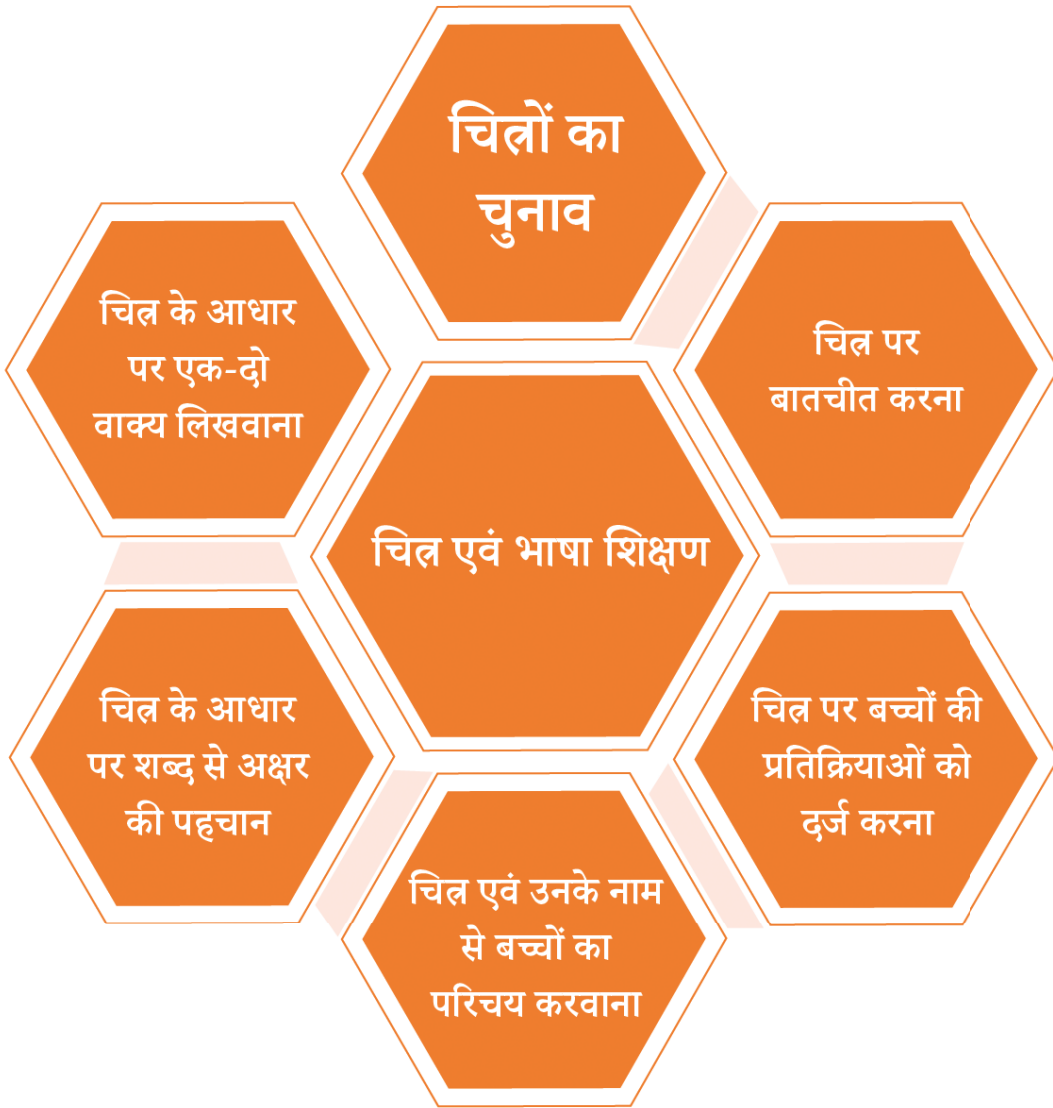 चित्रों का
चुनाव
चित्र पर
बातचीत करना
चित्र पर बच्चों की
प्रतिक्रियाओं को
दर्ज करना
चित्र एवं उनके नाम
से बच्चों का
परिचय करवाना
चित्र के आधार
पर शब्द से अक्षर
की पहचान
चित्र के आधार
पर एक-दो
वाक्य लिखवाना
चित्र एवं भाषा शिक्षण